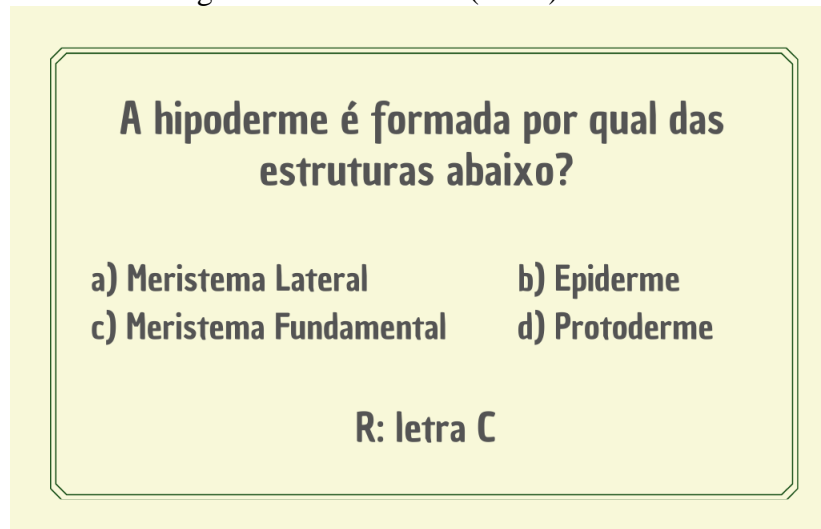 A hipoderme é formada por qual das
estruturas abaixo?
a) Meristema Lateral
b) Epiderme
c) Meristema Fundamental
d) Protoderme
R: letra C